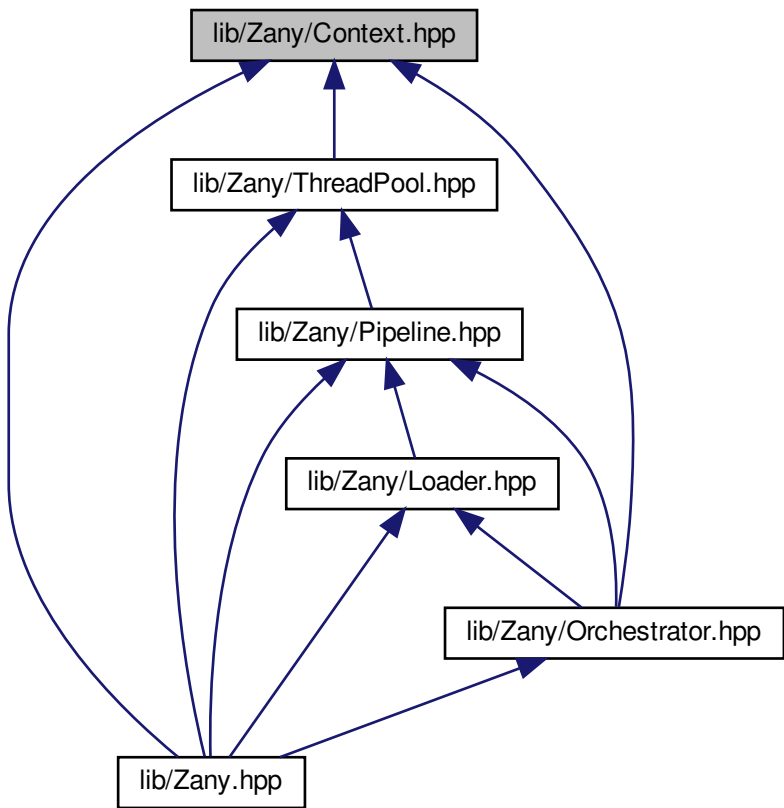 lib/Zany/Context.hpp
lib/Zany/ThreadPool.hpp
lib/Zany/Pipeline.hpp
lib/Zany/Loader.hpp
lib/Zany/Orchestrator.hpp
lib/Zany.hpp